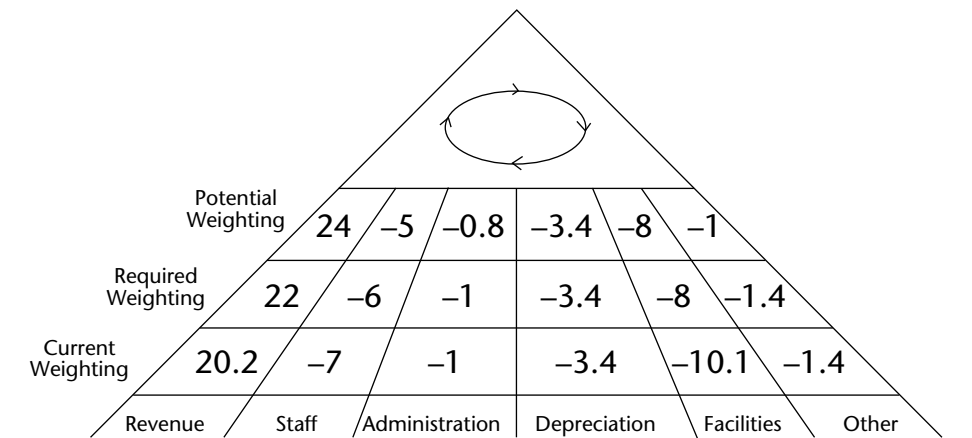 Potential
Weighting
24 –5 –0.8 –3.4 –8 –1
Required
Weighting
22 –6 –1 –3.4 –8 –1.4
Current
Weighting
20.2 –7 –1 –3.4 –10.1 –1.4
Revenue Staff Administration Depreciation Facilities Other